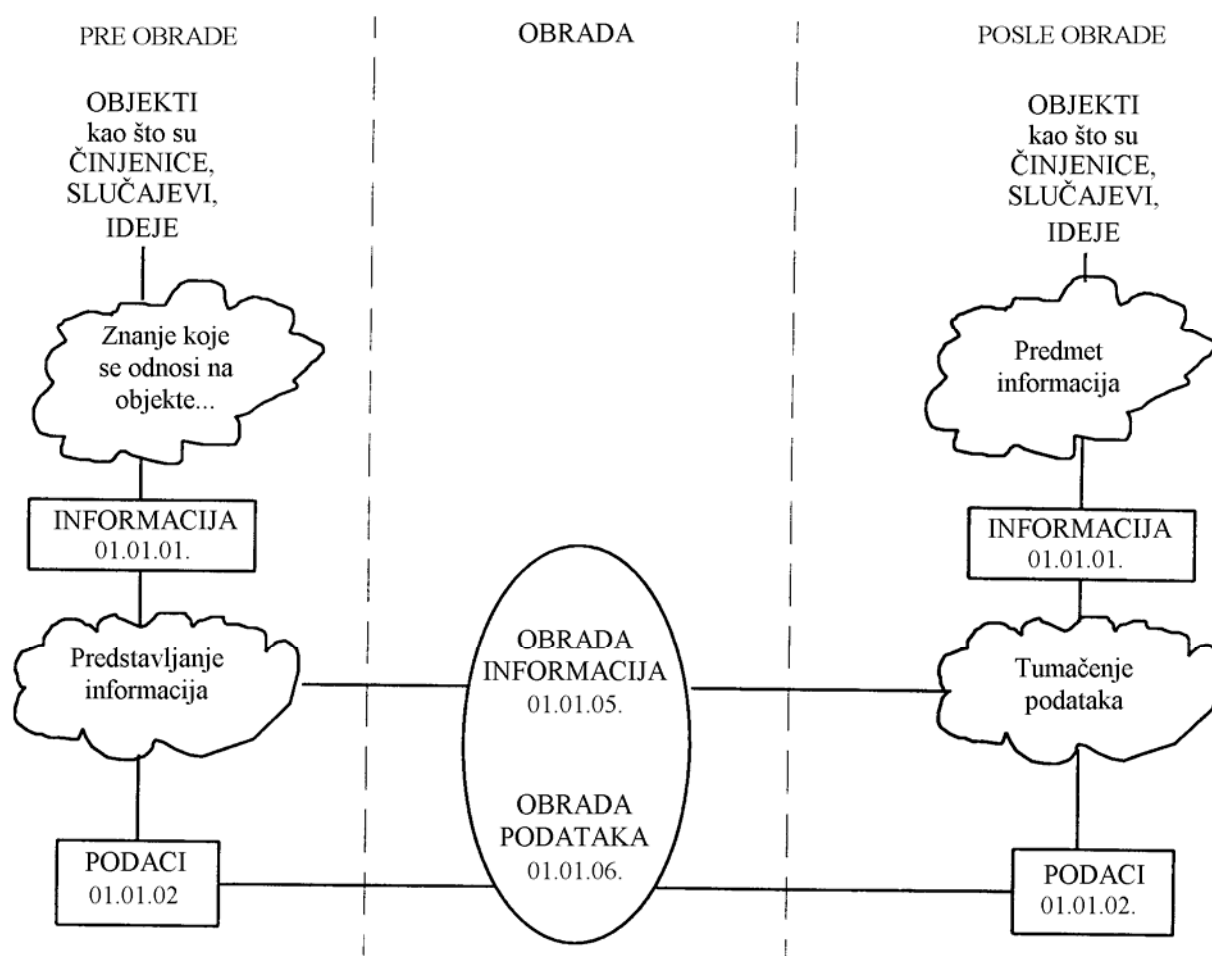 PRE OBRADE
OBRADA
POSLE OBRADE
OBJEKTI
kao što su
ČINJENICE,
SLUČAJEVI,
IDEJE
Znanje koje
se odnosi na
objekte...
INFORMACIJA
01.01.01.
Predstavljanje
informacija
PODACI
01.01.02
OBRADA
INFORMACIJA
01.01.05.
OBRADA
PODATAKA
01.01.06.
OBJEKTI
kao što su
ČINJENICE,
SLUČAJEVI,
IDEJE
Predmet
informacija
INFORMACIJA
01.01.01.
Tumačenje
podataka
PODACI
01.01.02.